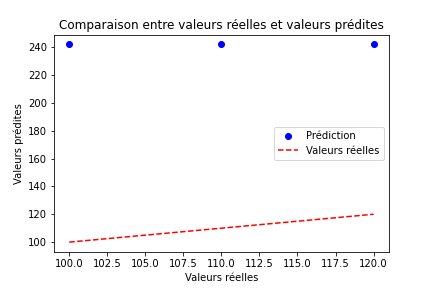 Comparaison entre valeurs réelles et valeurs prédites
240
220
200
180
160
140
120
100
Valeurs prédites
Prédiction
Valeurs réelles
100.0 102.5 105.0 107.5 110.0 112.5 115.0 117.5 120.0
Valeurs réelles